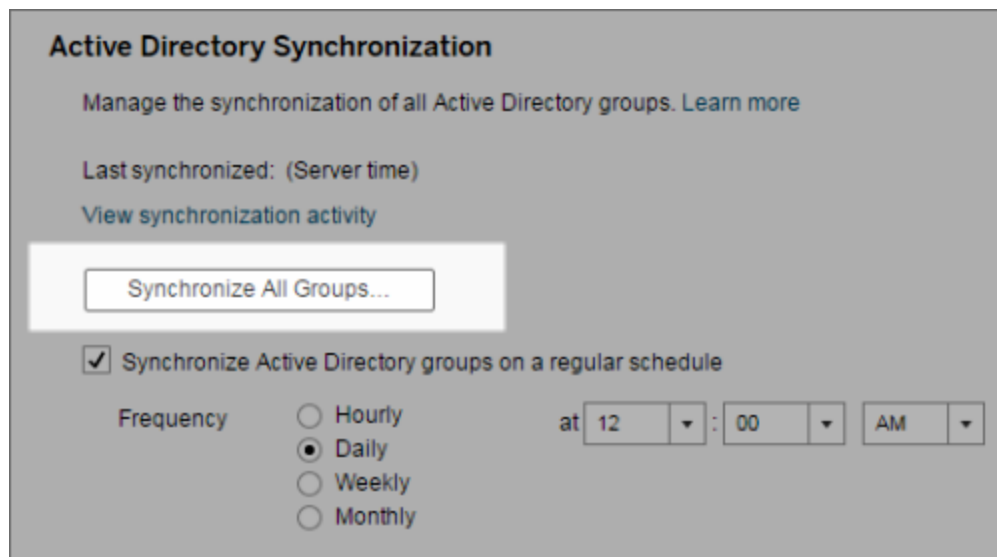 Active Directory Synchronization
Manage the synchronization of all Active Directory groups. Learn more
Last synchronized: (Server time)
View synchronization activity
Synchronize All Groups...
Synchronize Active Directory groups on a regular schedule
Frequency Hourly at 12 : 00 AM
Daily
Weekly
Monthly